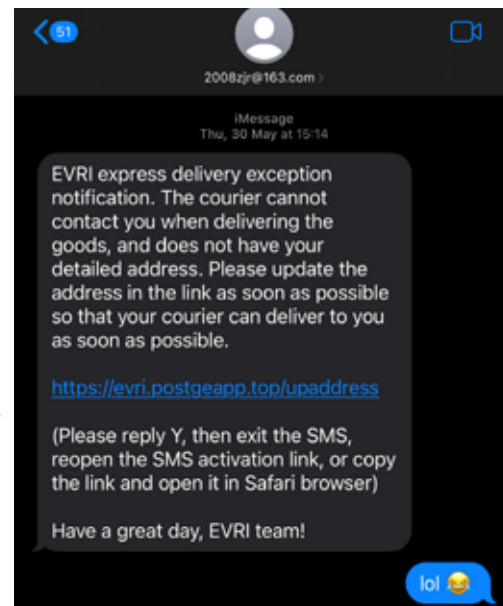 51
2008zjr@163.com
iMessage
Thu, 30 May at 15:14
EVRI express delivery exception
notification. The courier cannot
contact you when delivering the
goods, and does not have your
detailed address. Please update the
address in the link as soon as possible
so that your courier can deliver to you
as soon as possible.
https://evri.postgeapp.top/upaddress
(Please reply Y, then exit the SMS,
reopen the SMS activation link, or copy
the link and open it in Safari browser)
Have a great day, EVRI team!
lol 😂